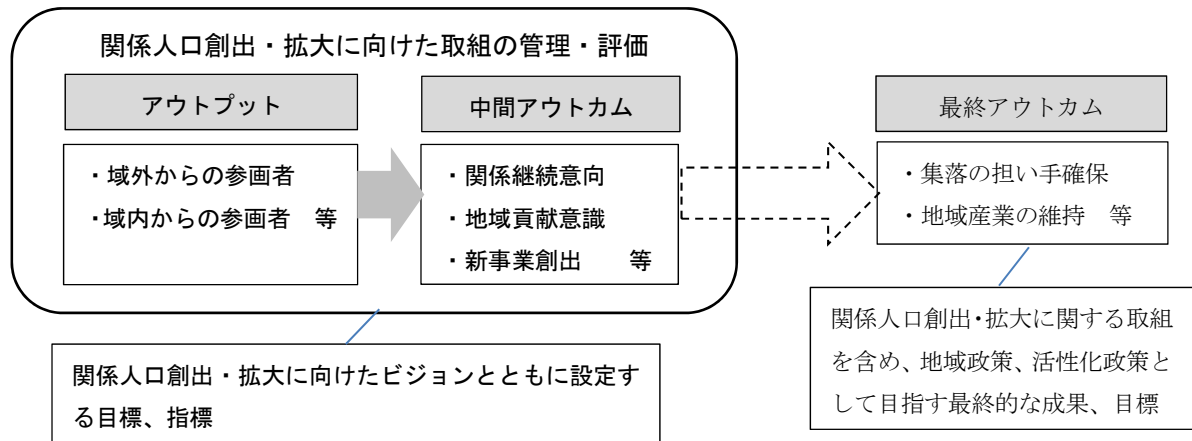 関係人口創出・拡大に向けた取組の管理・評価
アウトプット
・域外からの参画者
・域内からの参画者　等
中間アウトカム
・関係継続意向
・地域貢献意識
・新事業創出　　等
最終アウトカム
・集落の担い手確保
・地域産業の維持　等
関係人口創出・拡大に向けたビジョンとともに設定す
る目標、指標
関係人口創出・拡大に関する取組
を含め、地域政策、活性化政策と
して目指す最終的な成果、目標